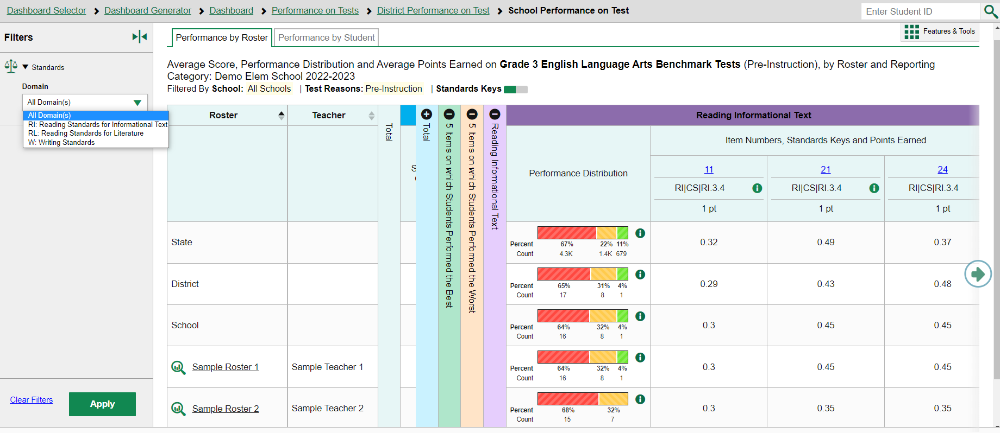 Dashboard Selector > Dashboard Generator > Dashboard > Performance on Tests > District Performance on Test > School Performance on Test
Enter Student ID
Filters
Performance by Roster
Performance by Student
Features & Tools
Standards
Domain
All Domain(s)
All Domain(s)
RI: Reading Standards for Informational Text
RL: Reading Standards for Literature
W: Writing Standards
Clear Filters
Apply
Average Score, Performance Distribution and Average Points Earned on Grade 3 English Language Arts Benchmark Tests (Pre-Instruction), by Roster and Reporting
Category: Demo Elem School 2022-2023
Filtered By School: All Schools | Test Reasons: Pre-Instruction | Standards Keys
Roster
Teacher
Total
Total
5 Items on which Students Performed the Best
5 Items on which Students Performed the Worst
Reading Informational Text
Reading Informational Text
Performance Distribution
Item Numbers, Standards Keys and Points Earned
11 21 24
RI|CS|RI.3.4 RI|CS|RI.3.4 RI|CS|RI.3.4
1 pt 1 pt 1 pt
State
Percent 67% 22% 11%
Count 4.3K 1.4K 679
0.32 0.49 0.37
District
Percent 65% 31% 4%
Count 17 8 1
0.29 0.43 0.48
School
Percent 64% 32% 4%
Count 16 8 1
0.3 0.45 0.45
Sample Roster 1 Sample Teacher 1
Percent 64% 32% 4%
Count 16 8 1
0.3 0.45 0.45
Sample Roster 2 Sample Teacher 2
Percent 68% 32%
Count 15 7
0.3 0.35 0.35